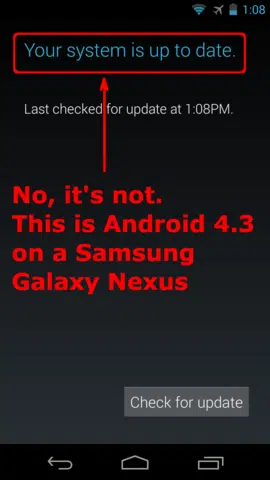 1:08
Your system is up to date.
Last checked for update at 1:08PM.
No, it's not.
This is Android 4.3
on a Samsung
Galaxy Nexus
Check for update